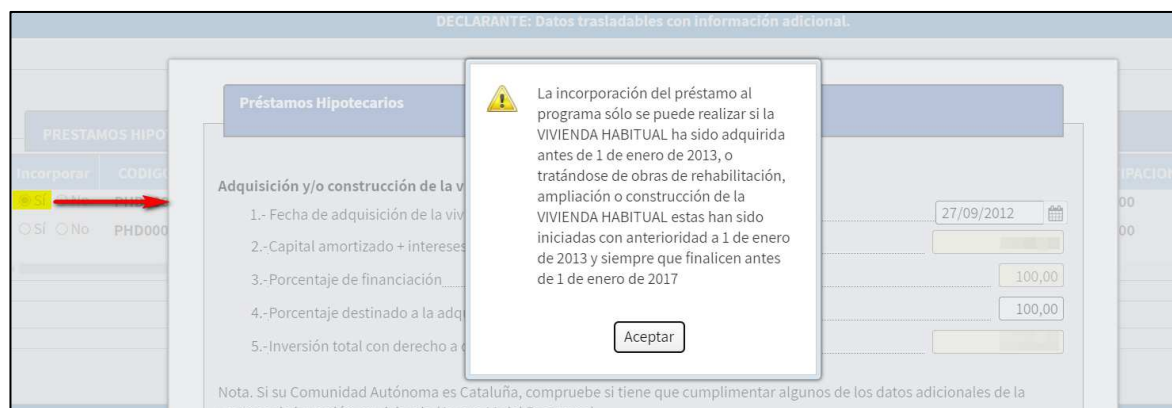 DECLARANTE: Datos trasladables con información adicional.
Préstamos Hipotecarios
PRESTAMOS HIPO
Incorporar CODIG
Sí No PHD000
Sí No PHD000
IPACION
00
00
Adquisición y/o construcción de la v
1.- Fecha de adquisición de la viv 27/09/2012
2.-Capital amortizado + intereses
3.-Porcentaje de financiación 100,00
4.-Porcentaje destinado a la adq 100,00
5.-Inversión total con derecho a
Nota. Si su Comunidad Autónoma es Cataluña, compruebe si tiene que cumplimentar algunos de los datos adicionales de la
La incorporación del préstamo al
programa sólo se puede realizar si la
VIVIENDA HABITUAL ha sido adquirida
antes de 1 de enero de 2013, o
tratándose de obras de rehabilitación,
ampliación o construcción de la
VIVIENDA HABITUAL estas han sido
iniciadas con anterioridad a 1 de enero
de 2013 y siempre que finalicen antes
de 1 de enero de 2017
Aceptar